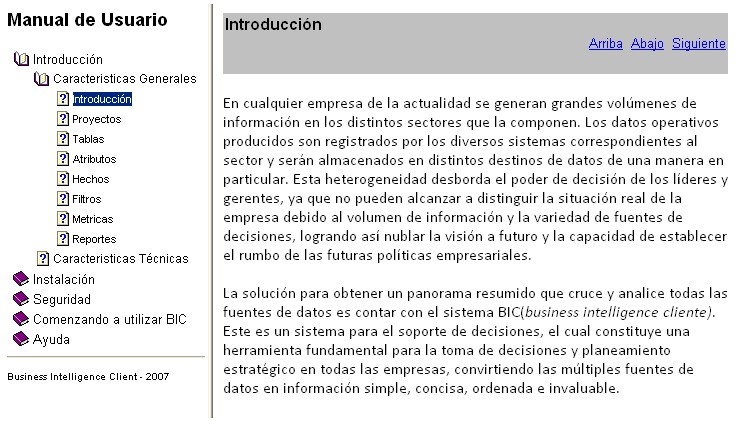 Manual de Usuario
Introducción
Caracteristicas Generales
Introducción
Proyectos
Tablas
Atributos
Hechos
Filtros
Metricas
Reportes
Caracteristicas Técnicas
Instalación
Seguridad
Comenzando a utilizar BIC
Ayuda
Business Intelligence Client - 2007
Introducción
Arriba Abajo Siguiente
En cualquier empresa de la actualidad se generan grandes volúmenes de
información en los distintos sectores que la componen. Los datos operativos
producidos son registrados por los diversos sistemas correspondientes al
sector y serán almacenados en distintos destinos de datos de una manera en
particular. Esta heterogeneidad desborda el poder de decisión de los líderes y
gerentes, ya que no pueden alcanzar a distinguir la situación real de la
empresa debido al volumen de información y la variedad de fuentes de
decisiones, logrando así nublar la visión a futuro y la capacidad de establecer
el rumbo de las futuras políticas empresariales.
La solución para obtener un panorama resumido que cruce y analice todas las
fuentes de datos es contar con el sistema BIC(business intelligence cliente).
Este es un sistema para el soporte de decisiones, el cual constituye una
herramienta fundamental para la toma de decisiones y planeamiento
estratégico en todas las empresas, convirtiendo las múltiples fuentes de
datos en información simple, concisa, ordenada e invaluable.